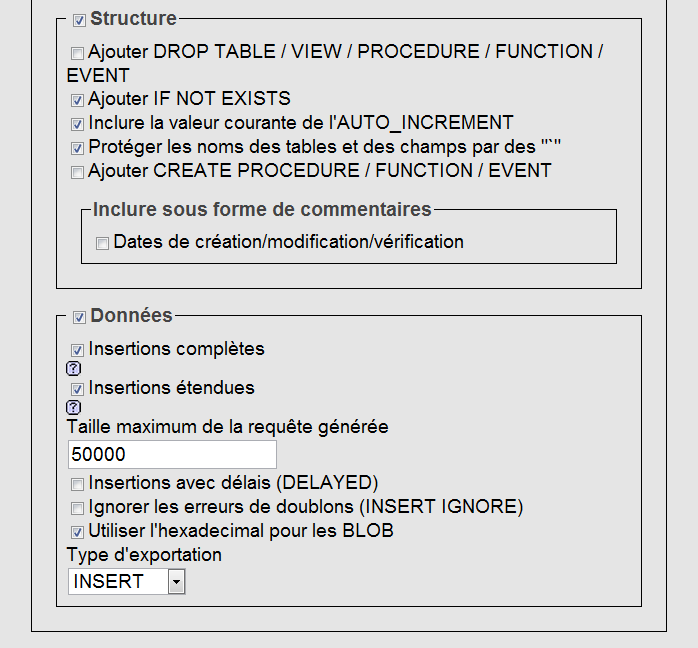 Structure
Ajouter DROP TABLE / VIEW / PROCEDURE / FUNCTION /
EVENT
Ajouter IF NOT EXISTS
Inclure la valeur courante de l'AUTO_INCREMENT
Protéger les noms des tables et des champs par des "`"
Ajouter CREATE PROCEDURE / FUNCTION / EVENT
Inclure sous forme de commentaires
Dates de création/modification/vérification
Données
Insertions complètes
?
Insertions étendues
?
Taille maximum de la requête générée
50000
Insertions avec délais (DELAYED)
Ignorer les erreurs de doublons (INSERT IGNORE)
Utiliser l'hexadecimal pour les BLOB
Type d'exportation
INSERT